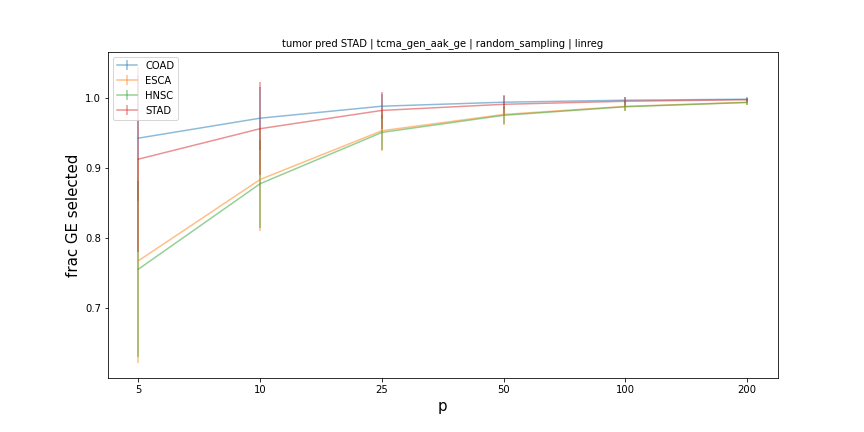 tumor pred STAD | tcma_gen_aak_ge | random_sampling | linreg
COAD
ESCA
HNSC
STAD
1.0
0.9
0.8
0.7
frac GE selected
5 10 25 50 100 200
p